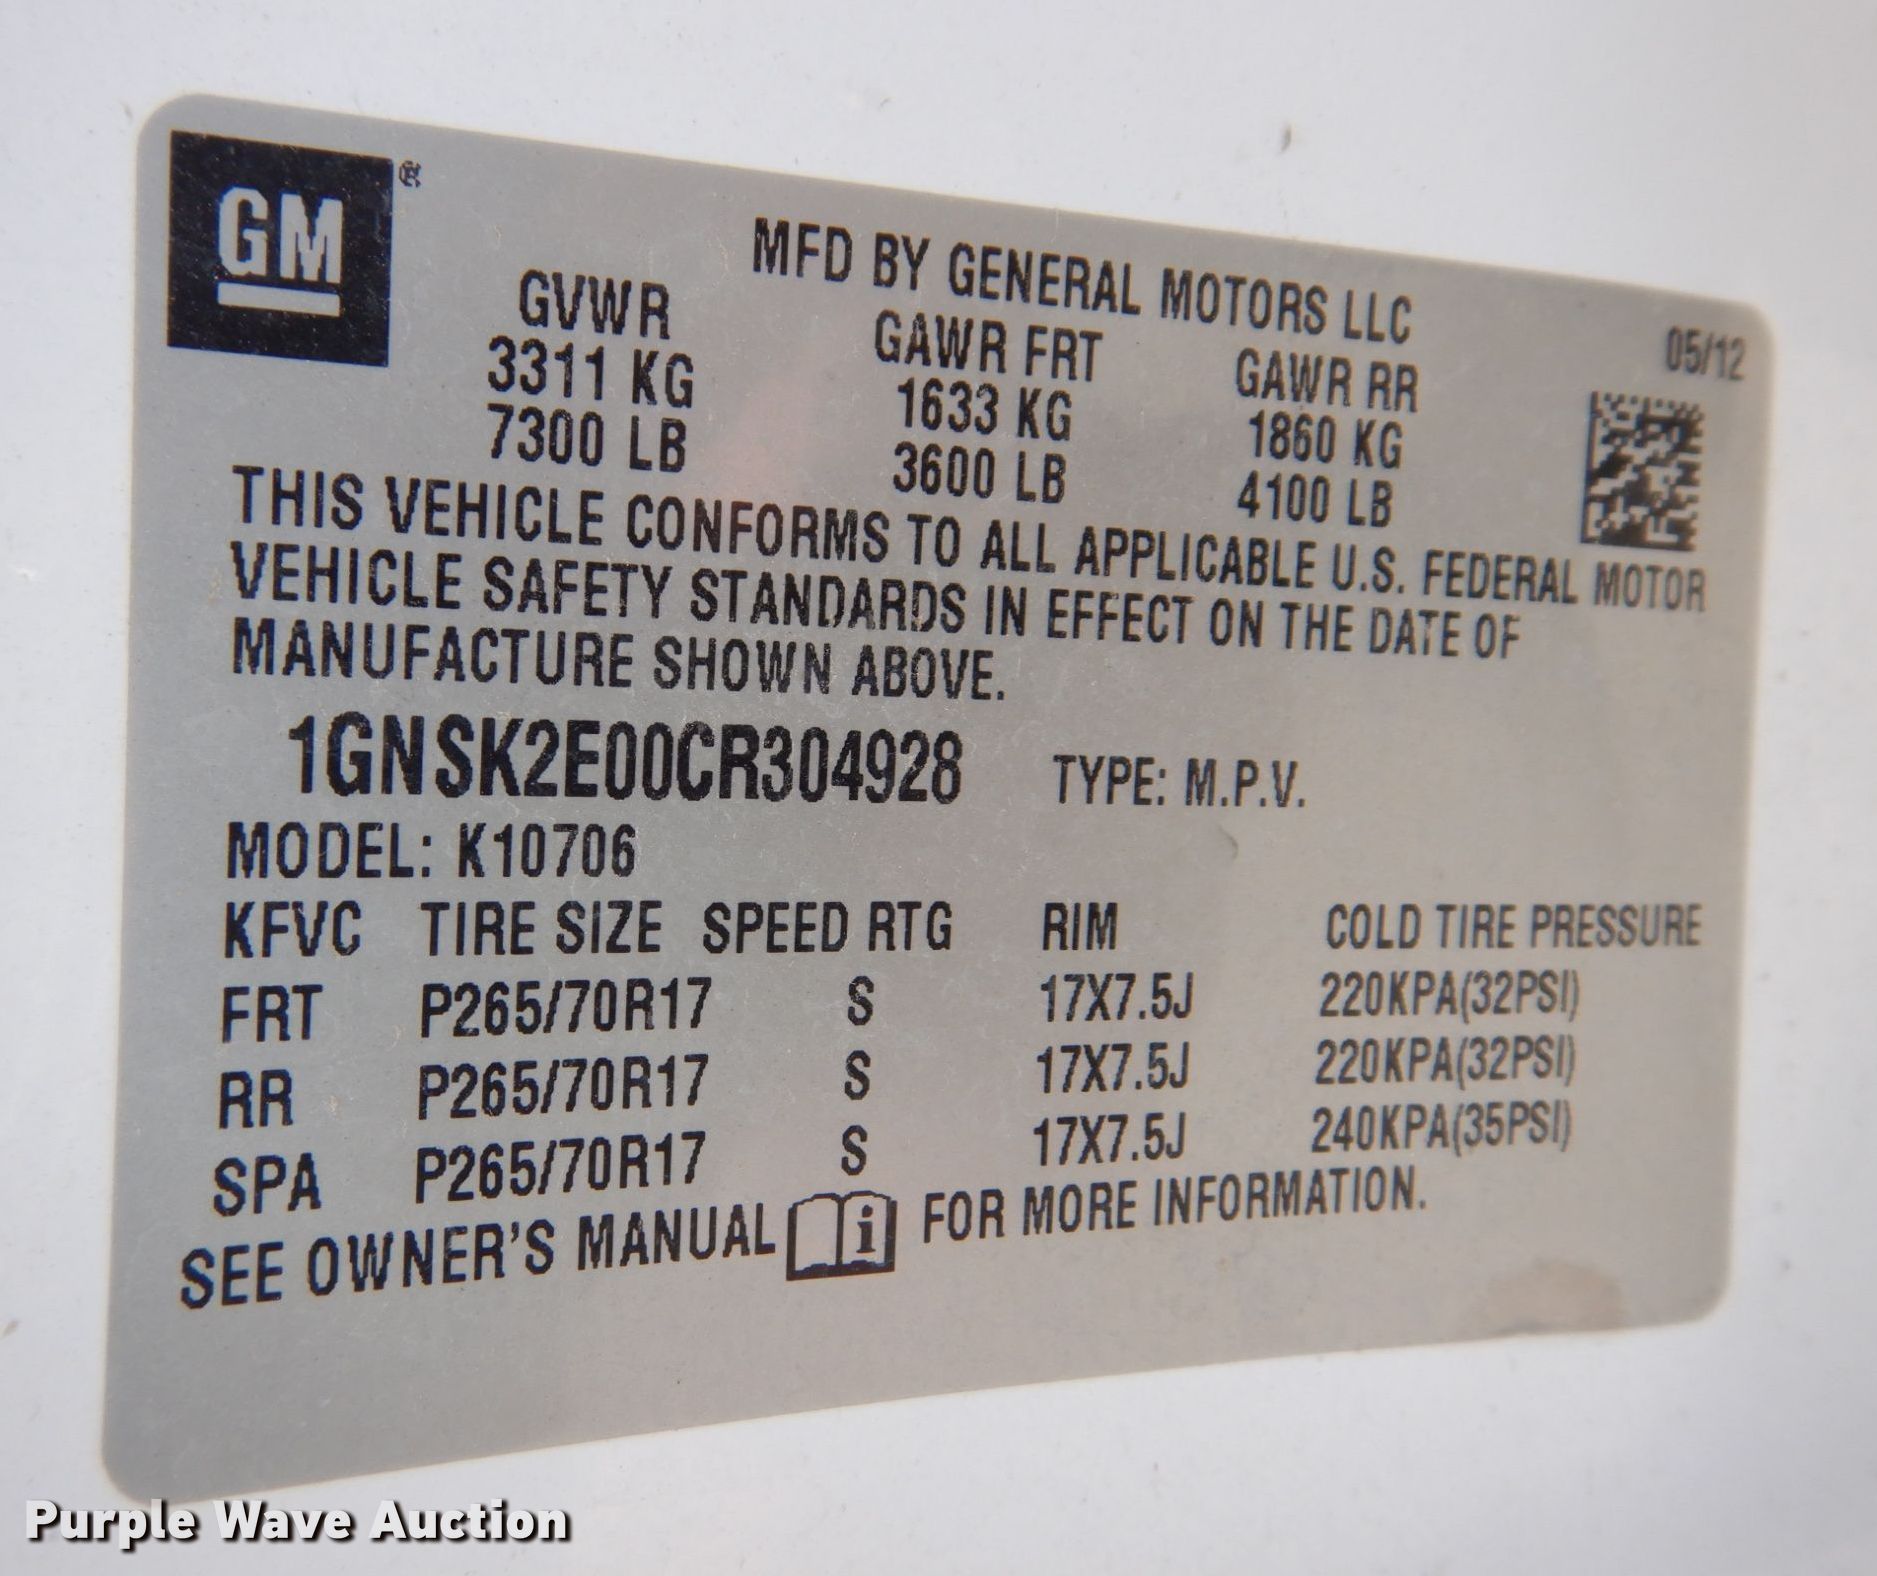 GM
®
MFD BY GENERAL MOTORS LLC
05/12
GVWR GAWR FRT GAWR RR
3311 KG 1633 KG 1860 KG
7300 LB 3600 LB 4100 LB
THIS VEHICLE CONFORMS TO ALL APPLICABLE U.S. FEDERAL MOTOR
VEHICLE SAFETY STANDARDS IN EFFECT ON THE DATE OF
MANUFACTURE SHOWN ABOVE.
1GNSK2E00CR304928 TYPE: M.P.V.
MODEL: K10706
KFVC TIRE SIZE SPEED RTG RIM COLD TIRE PRESSURE
FRT P265/70R17 S 17X7.5J 220KPA(32PSI)
RR P265/70R17 S 17X7.5J 220KPA(32PSI)
SPA P265/70R17 S 17X7.5J 240KPA(35PSI)
SEE OWNER'S MANUAL i FOR MORE INFORMATION.
Purple Wave Auction